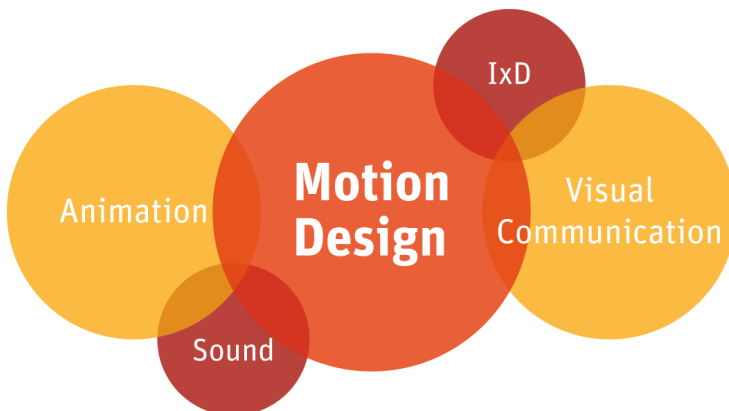 IxD
Animation
Motion
Design
Visual
Communication
Sound